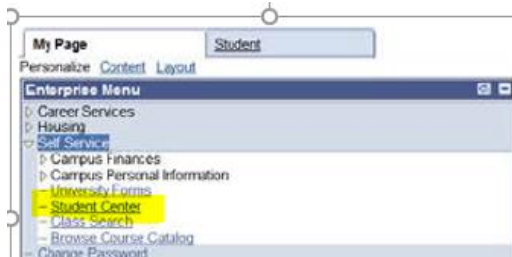 My Page Student
Personalize Content Layout
Enterprise Menu
Career Services
Housing
Self Service
Campus Finances
Campus Personal Information
University Forms
Student Center
Class Search
Browse Course Catalog
Change Password